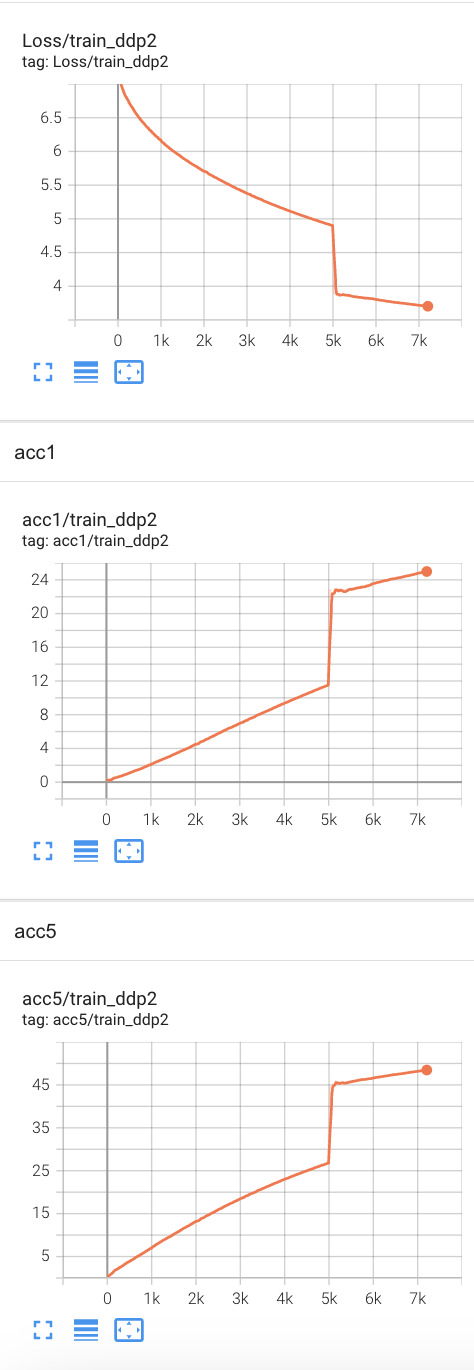 Loss/train_ddp2
tag: Loss/train_ddp2
6.5
6
5.5
5
4.5
4
0 1k 2k 3k 4k 5k 6k 7k
acc1
acc1/train_ddp2
tag: acc1/train_ddp2
24
20
16
12
8
4
0
0 1k 2k 3k 4k 5k 6k 7k
acc5
acc5/train_ddp2
tag: acc5/train_ddp2
45
35
25
15
5
0 1k 2k 3k 4k 5k 6k 7k